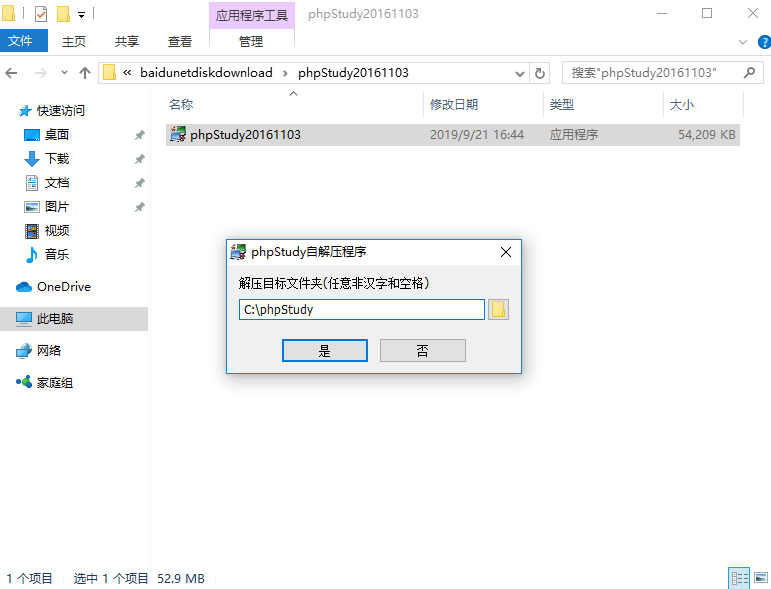 应用程序工具 phpStudy20161103
文件 主页 共享 查看 管理
« baidunetdiskdownload › phpStudy20161103 搜索"phpStudy20161103"
名称 修改日期 类型 大小
phpStudy20161103 2019/9/21 16:44 应用程序 54,209 KB
快速访问
桌面
下载
文档
图片
视频
音乐
OneDrive
此电脑
网络
家庭组
phpStudy自解压程序
解压目标文件夹(任意非汉字和空格)
C:\phpStudy
是 否
1 个项目 选中 1 个项目 52.9 MB